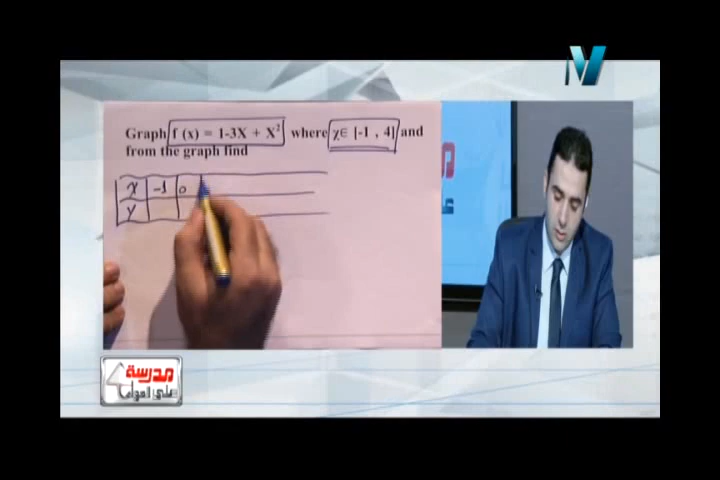 Graph f (x) = 1-3X + X² where χ∈ [-1 , 4] and
from the graph find
x -1 0
y
مدرسة
على الهواء